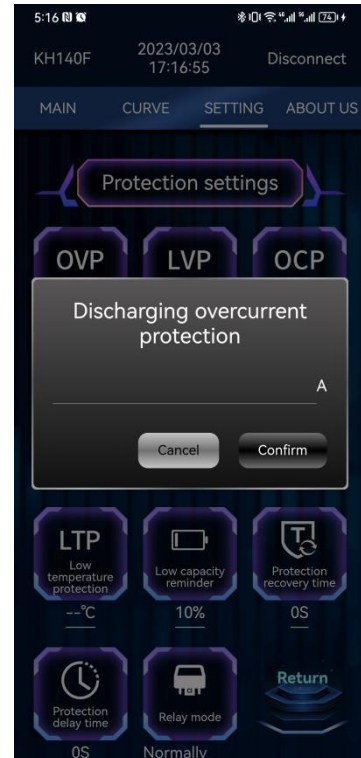 5:16
74
KH140F
2023/03/03
17:16:55
Disconnect
MAIN CURVE SETTING ABOUT US
Protection settings
OVP LVP OCP
Discharging overcurrent
protection
A
Cancel Confirm
LTP
Low
temperature
protection
--°C
Low capacity
reminder
10%
T
Protection
recovery time
0S
Protection
delay time
0S
Relay mode
Normally
Return